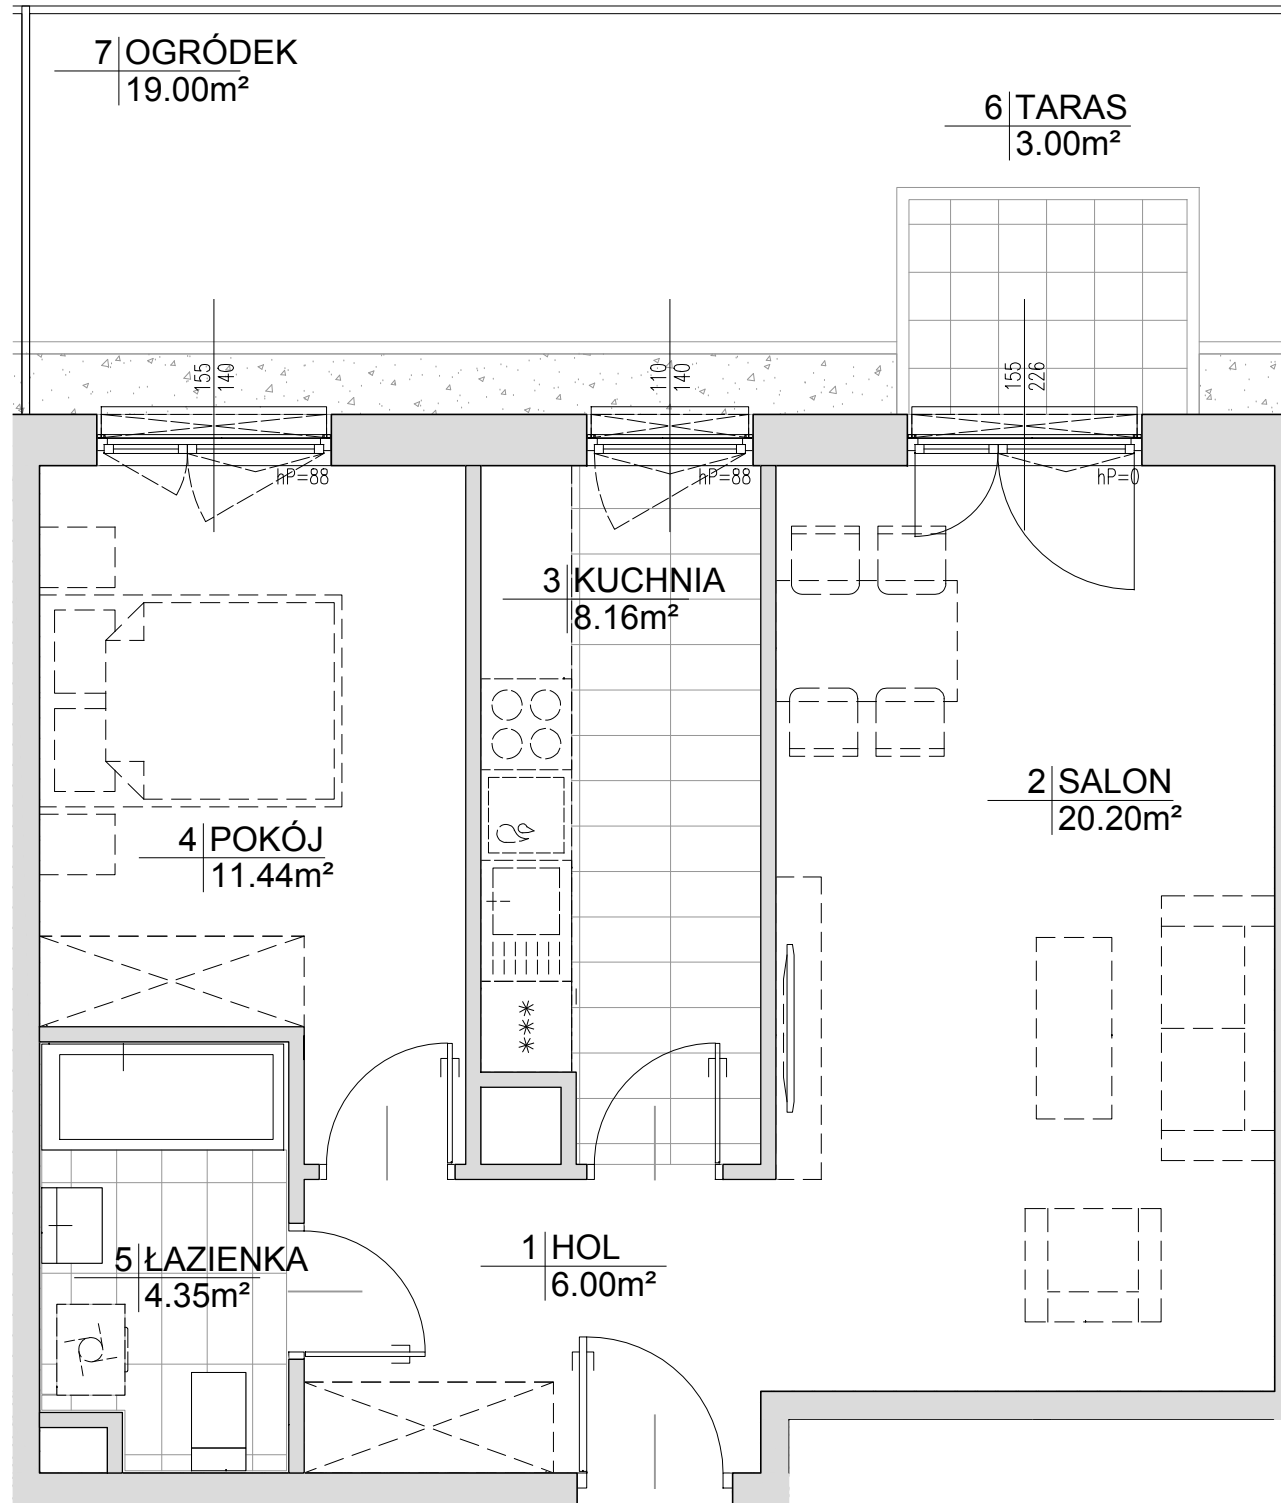 7 OGRÓDEK
19.00m²
6 TARAS
3.00m²
155
140
110
140
155
226
hP=88
hP=88
hP=0
3 KUCHNIA
8.16m²
2 SALON
20.20m²
4 POKÓJ
11.44m²
5 ŁAZIENKA
4.35m²
1 HOL
6.00m²